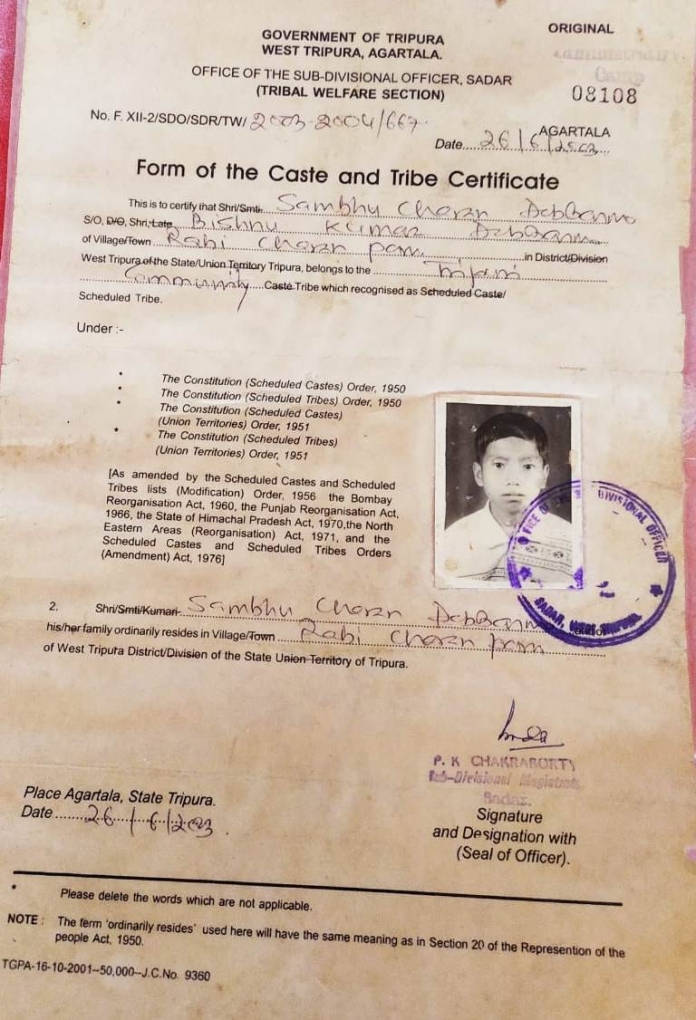 ORIGINAL
GOVERNMENT OF TRIPURA
WEST TRIPURA, AGARTALA.
Administrative
Camp
OFFICE OF THE SUB-DIVISIONAL OFFICER, SADAR
(TRIBAL WELFARE SECTION)
08108
No. F. XII-2/SDO/SDR/TW/ 2003-2004/667.
AGARTALA
Date....26/6/2003
Form of the Caste and Tribe Certificate
This is to certify that Shri/Smti. Sambhu Charan DebBarma
S/O, D/O, Shri, Late Bishnu Kumar DebBarma
of Village/Town Rabi Charan para in District/Division
West Tripura of the State/Union Territory Tripura, belongs to the
Community Caste Tribe which recognised as Scheduled Caste/
Scheduled Tribe.
Under :-
* The Constitution (Scheduled Castes) Order, 1950
* The Constitution (Scheduled Tribes) Order, 1950
* The Constitution (Scheduled Castes)
(Union Territories) Order, 1951
* The Constitution (Scheduled Tribes)
(Union Territories) Order, 1951
[As amended by the Scheduled Castes and Scheduled
Tribes lists (Modification) Order, 1956 the Bombay
Reorganisation Act, 1960, the Punjab Reorganisation Act,
1966, the State of Himachal Pradesh Act, 1970,the North
Eastern Areas (Reorganisation) Act, 1971, and the
Scheduled Castes and Scheduled Tribes Orders
(Amendment) Act, 1976]
OFFICE OF THE DIVISIONAL OFFICER
SADAR, WEST TRIPURA.
2. Shri/Smti/Kumari- Sambhu Charan DebBarma
his/her family ordinarily resides in Village/Town Rabi Charan para
of West Tripura District/Division of the State Union Territory of Tripura.
P. K CHAKRABORTY
Sub-Divisional Magistrate
Sadar.
Signature
and Designation with
(Seal of Officer).
Place Agartala, State Tripura.
Date......26/6/2003.
* Please delete the words which are not applicable.
NOTE : The term 'ordinarily resides' used here will have the same meaning as in Section 20 of the Represention of the
people Act, 1950.
TGPA-16-10-2001--50,000--J.C.No. 9360